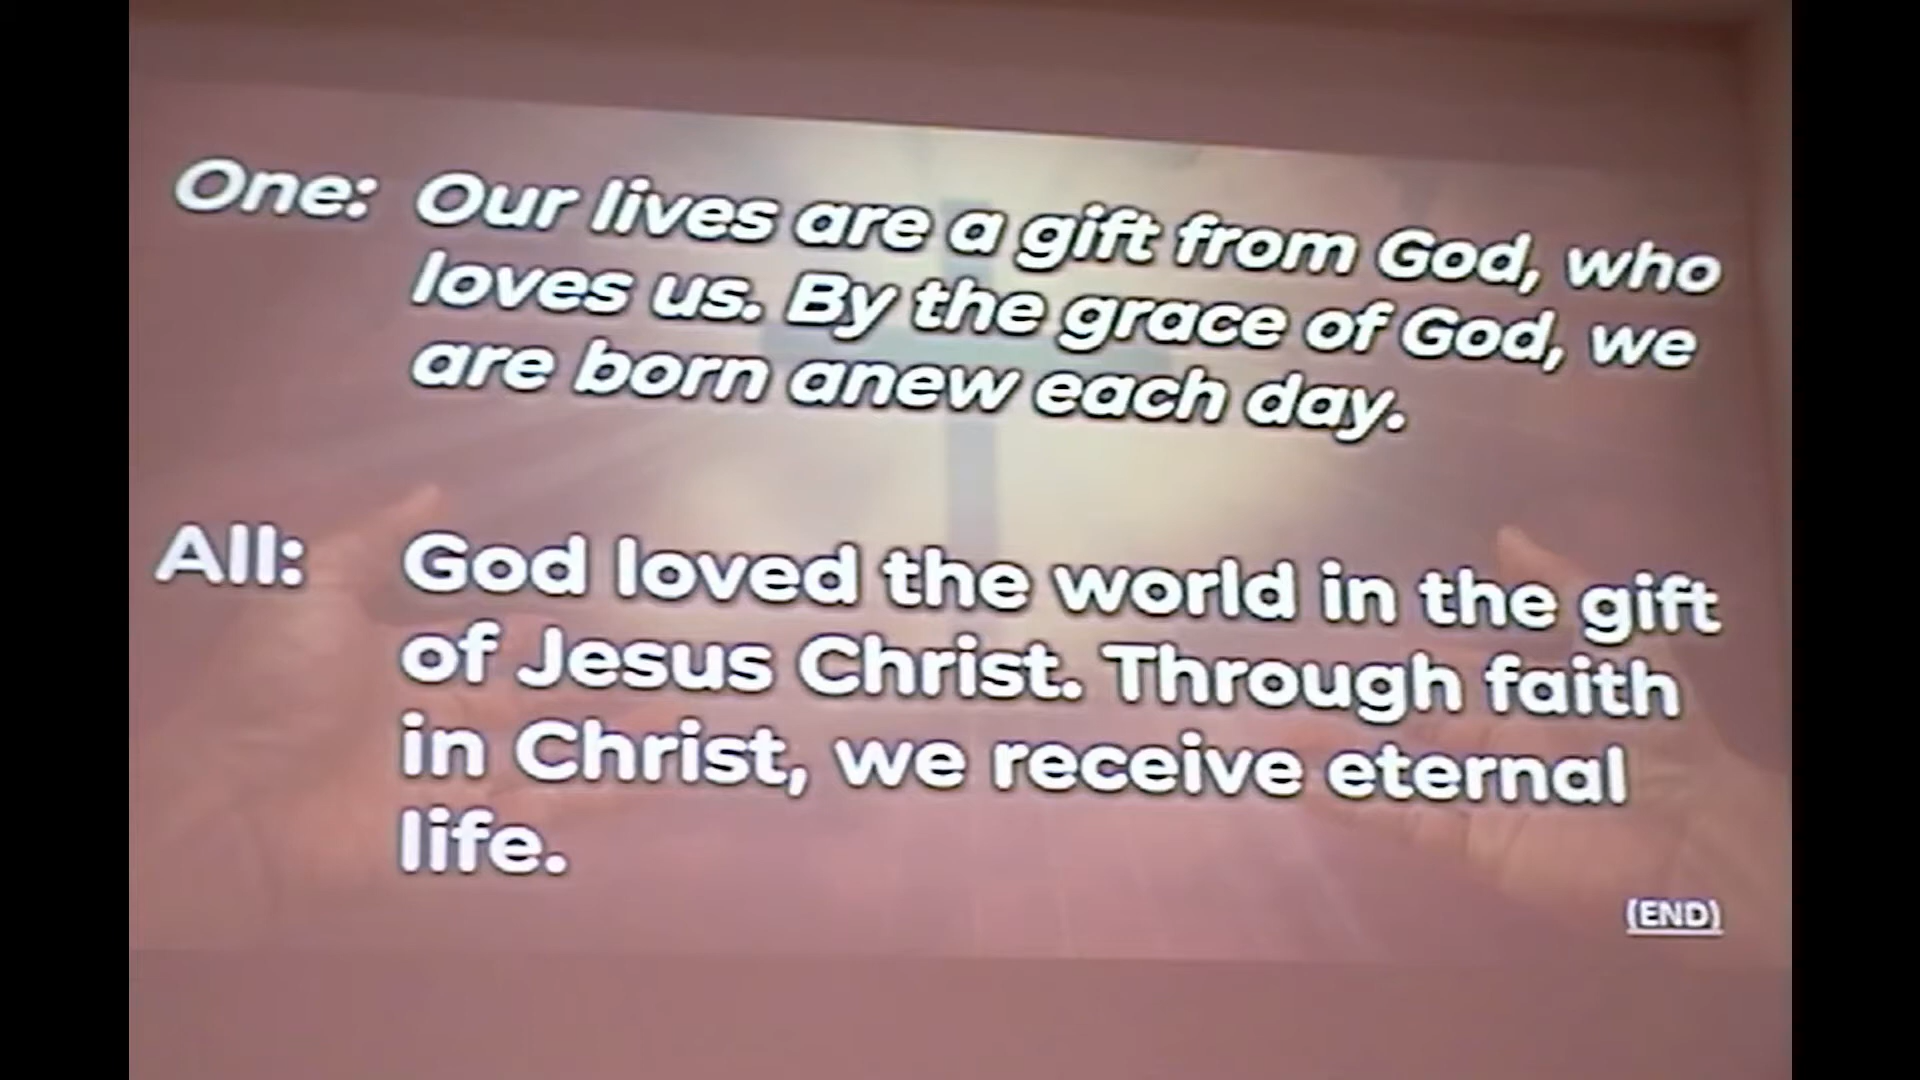 One: Our lives are a gift from God, who
loves us. By the grace of God, we
are born anew each day.
All: God loved the world in the gift
of Jesus Christ. Through faith
in Christ, we receive eternal
life.
(END)